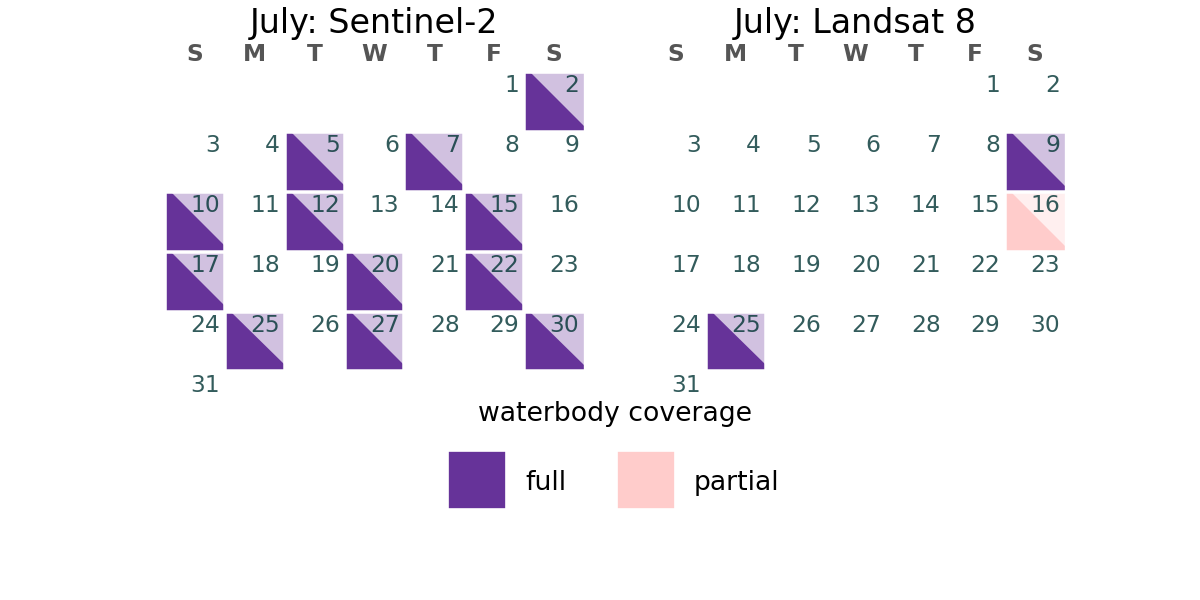 July: Sentinel-2
S M T W T F S
1 2
3 4 5 6 7 8 9
10 11 12 13 14 15 16
17 18 19 20 21 22 23
24 25 26 27 28 29 30
31
July: Landsat 8
S M T W T F S
1 2
3 4 5 6 7 8 9
10 11 12 13 14 15 16
17 18 19 20 21 22 23
24 25 26 27 28 29 30
31
waterbody coverage
full
partial